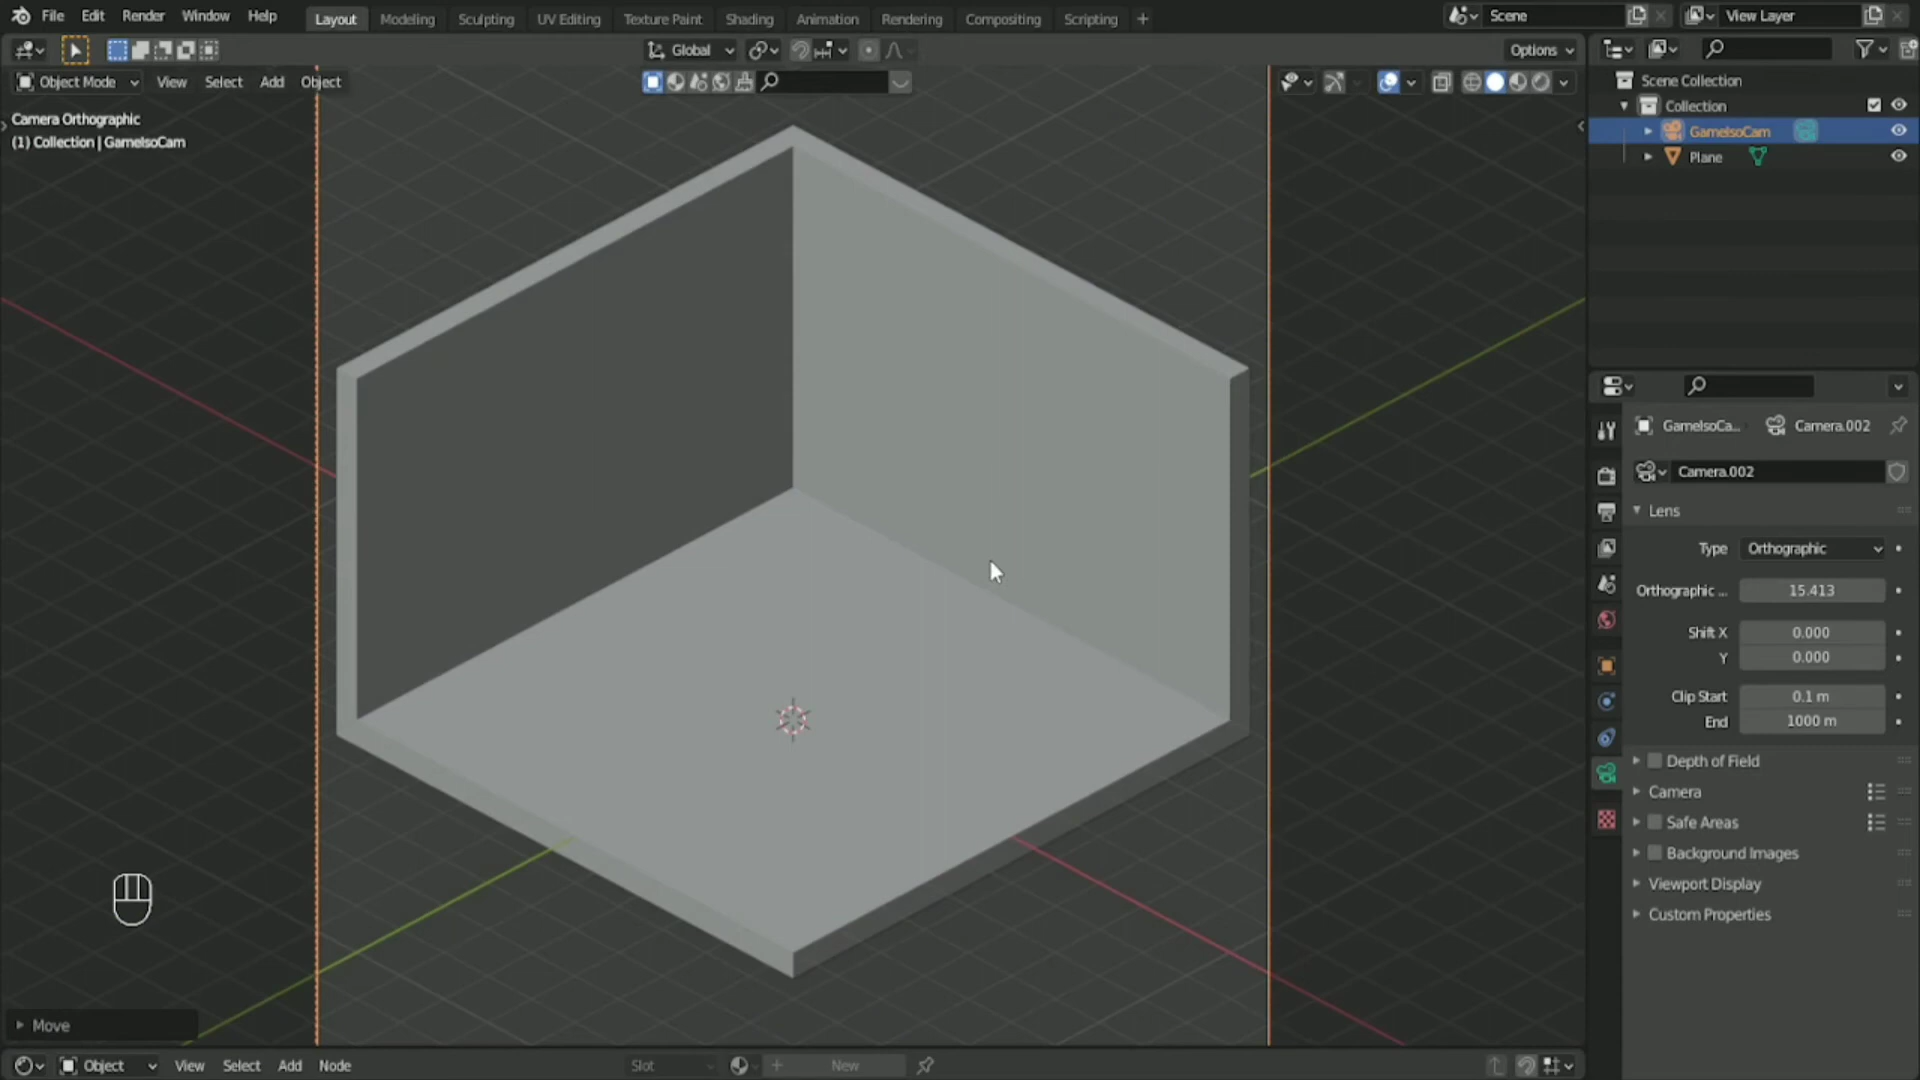 File Edit Render Window Help
Layout Modeling Sculpting UV Editing Texture Paint Shading Animation Rendering Compositing Scripting +
Scene
View Layer
Global
Options
Object Mode View Select Add Object
Camera Orthographic
(1) Collection | GameIsoCam
Scene Collection
Collection
GameIsoCam
Plane
GameIsoCa... Camera.002
Camera.002
Lens
Type Orthographic
Orthographic ... 15.413
Shift X 0.000
Y 0.000
Clip Start 0.1 m
End 1000 m
Depth of Field
Camera
Safe Areas
Background Images
Viewport Display
Custom Properties
Move
Object View Select Add Node
Slot
New